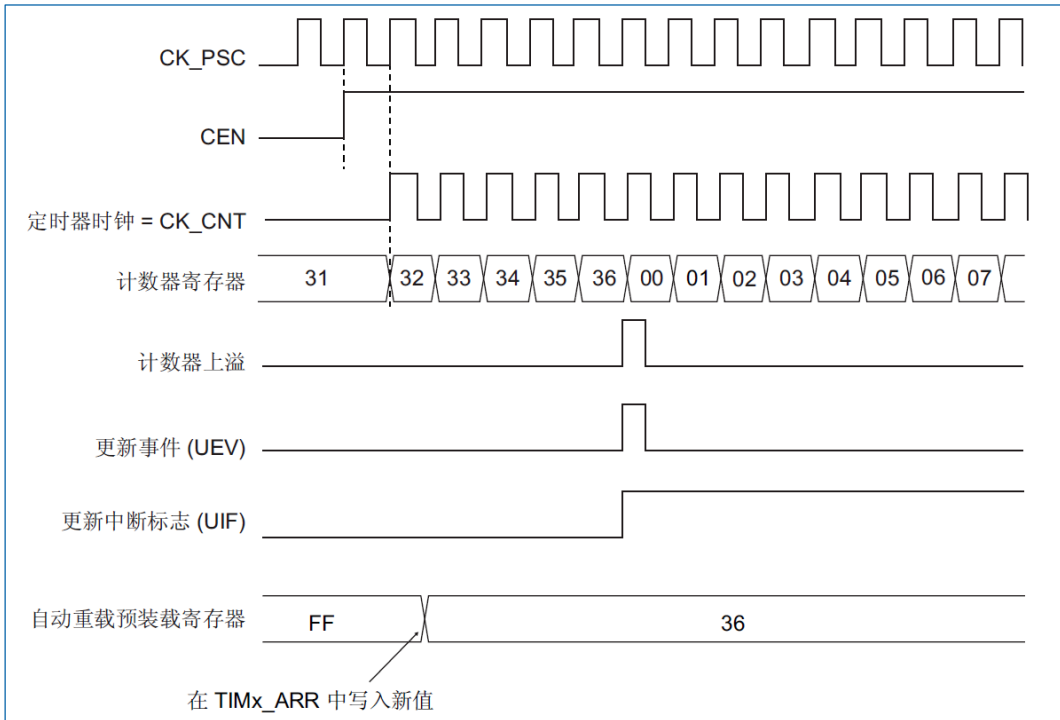 CK_PSC
CEN
定时器时钟 = CK_CNT
计数器寄存器 31 32 33 34 35 36 00 01 02 03 04 05 06 07
计数器上溢
更新事件 (UEV)
更新中断标志 (UIF)
自动重载预装载寄存器 FF 36
在 TIMx_ARR 中写入新值